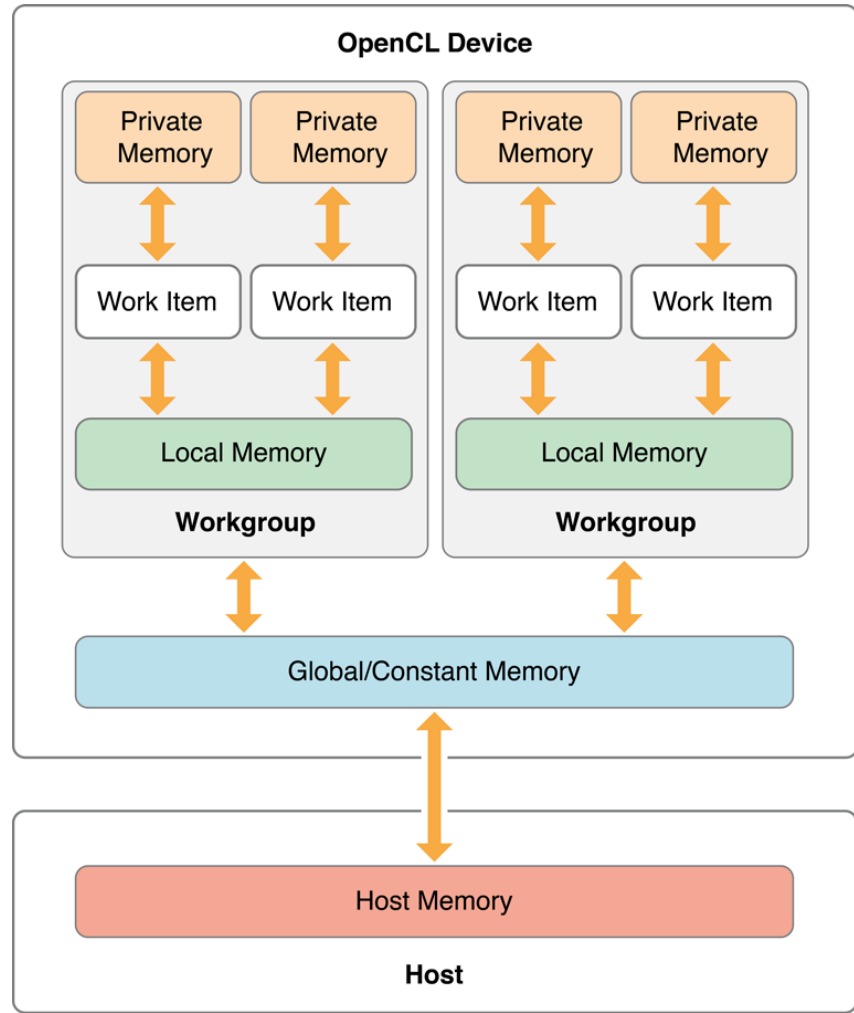 OpenCL Device
Private
Memory
Private
Memory
Private
Memory
Private
Memory
Work Item
Work Item
Work Item
Work Item
Local Memory
Local Memory
Workgroup
Workgroup
Global/Constant Memory
Host Memory
Host